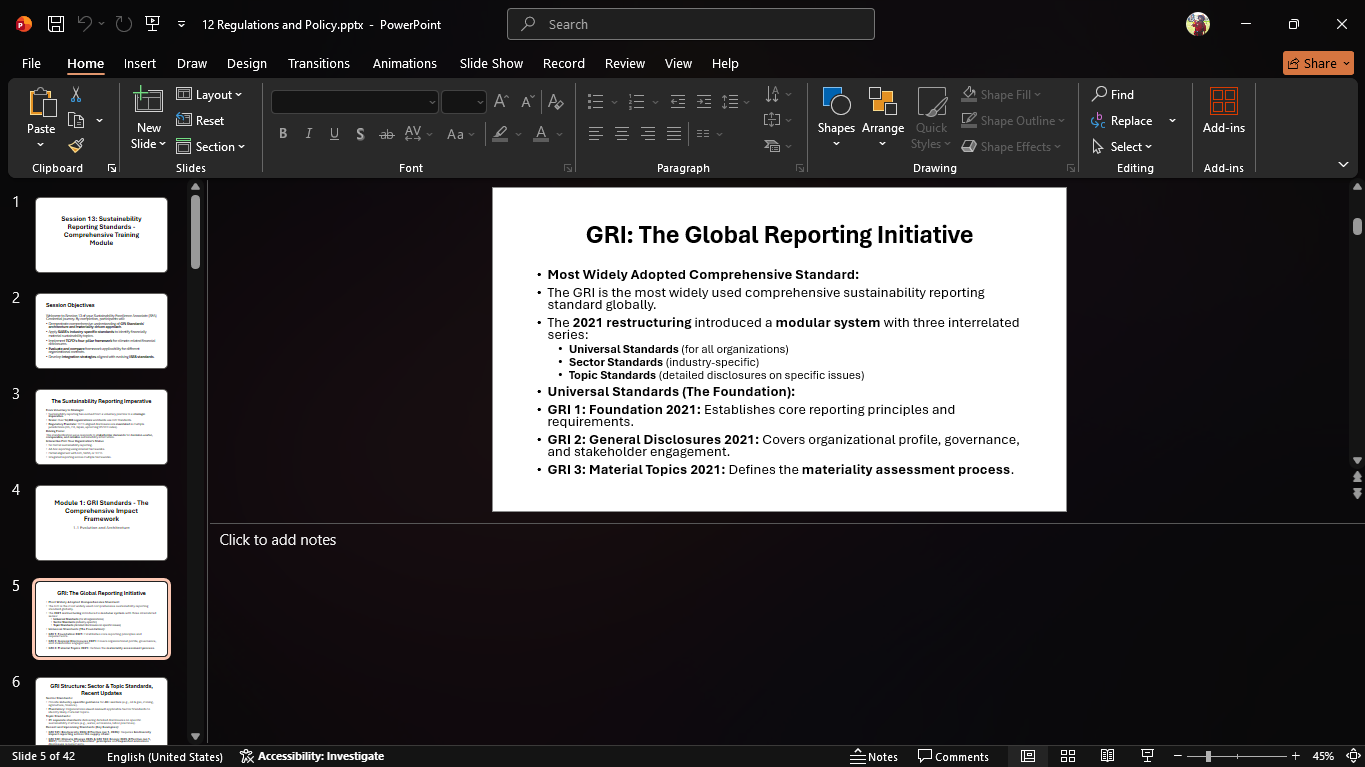 12 Regulations and Policy.pptx - PowerPoint
Search
File Home Insert Draw Design Transitions Animations Slide Show Record Review View Help
Share
Paste
Clipboard
New
Slide
Layout
Reset
Section
Slides
B I U S ab AV Aa A
Font
Paragraph
Shapes
Arrange
Quick
Styles
Shape Fill
Shape Outline
Shape Effects
Drawing
Find
Replace
Select
Editing
Add-ins
Add-ins
1
Session 13: Sustainability
Reporting Standards -
Comprehensive Training
Module
2
Session Objectives
3
The Sustainability Reporting Imperative
4
Module 1: GRI Standards - The
Comprehensive Impact
Framework
1.1 Evolution and Architecture
5
GRI: The Global Reporting Initiative
6
GRI Structure: Sector & Topic Standards,
Recent Updates
GRI: The Global Reporting Initiative
• Most Widely Adopted Comprehensive Standard:
• The GRI is the most widely used comprehensive sustainability reporting
standard globally.
• The 2021 restructuring introduced a modular system with three interrelated
series:
• Universal Standards (for all organizations)
• Sector Standards (industry-specific)
• Topic Standards (detailed disclosures on specific issues)
• Universal Standards (The Foundation):
• GRI 1: Foundation 2021: Establishes core reporting principles and
requirements.
• GRI 2: General Disclosures 2021: Covers organizational profile, governance,
and stakeholder engagement.
• GRI 3: Material Topics 2021: Defines the materiality assessment process.
Click to add notes
Slide 5 of 42
English (United States)
Accessibility: Investigate
Notes
Comments
45%